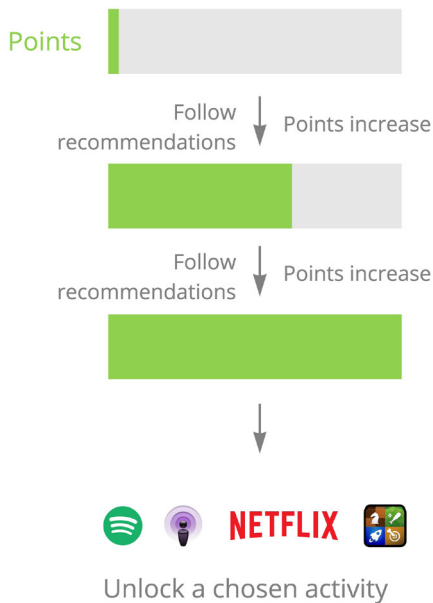 Points
Follow
recommendations
Points increase
Follow
recommendations
Points increase
NETFLIX
Unlock a chosen activity